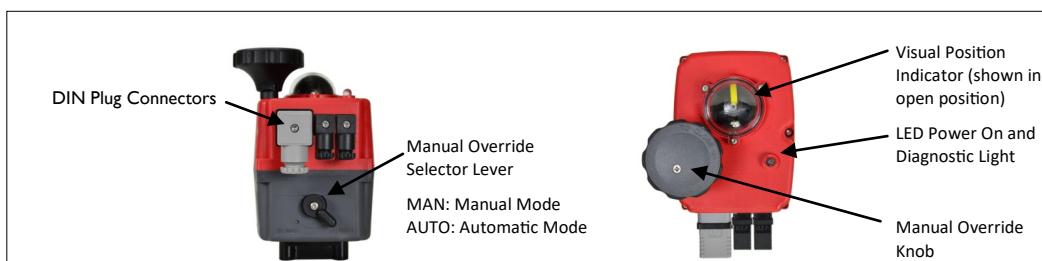 DIN Plug Connectors
Manual Override
Selector Lever
MAN: Manual Mode
AUTO: Automatic Mode
Visual Position
Indicator (shown in
open position)
LED Power On and
Diagnostic Light
Manual Override
Knob